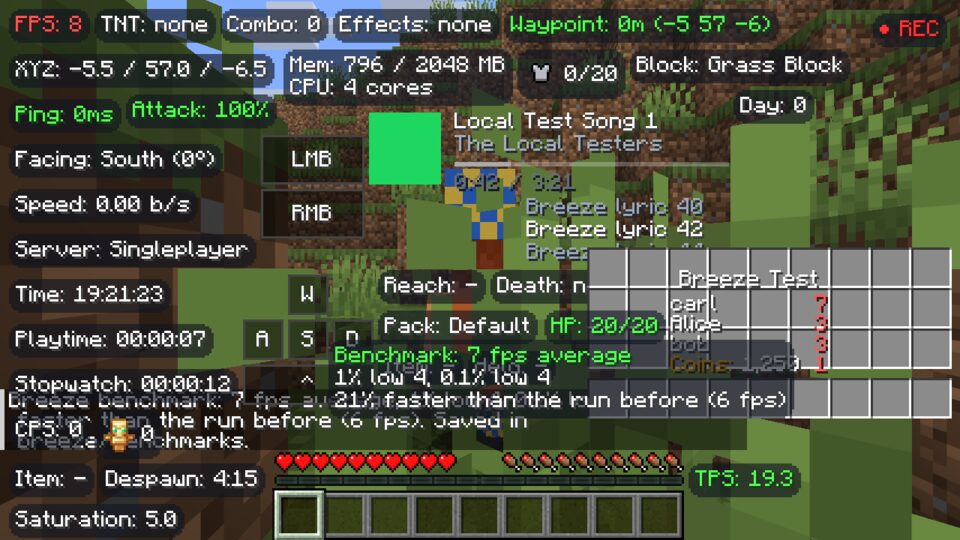 FPS: 8
TNT: none
Combo: 0
Effects: none
Waypoint: 0m (-5 57 -6)
REC
XYZ: -5.5 / 57.0 / -6.5
Mem: 796 / 2048 MB
CPU: 4 cores
0/20
Block: Grass Block
Ping: 0ms
Attack: 100%
Day: 0
Local Test Song 1
The Local Testers
0:42 / 3:21
Facing: South (0°)
LMB
Speed: 0.00 b/s
RMB
Breeze lyric 40
Breeze lyric 42
Breeze lyric
Server: Singleplayer
Time: 19:21:23
W
Reach: -
Death: n
Breeze Test
carl 7
Alice 3
bob 3
Coins: 1,250 1
Playtime: 00:00:07
A
S
D
Pack: Default
HP: 20/20
Benchmark: 7 fps average
1% low 4, 0.1% low 4
21% faster than the run before (6 fps)
Stopwatch: 00:00:12
^
Breeze benchmark: 7 fps
faster than the run before (6 fps). Saved in
CPS: 0
0
Item: -
Despawn: 4:15
TPS: 19.3
Saturation: 5.0